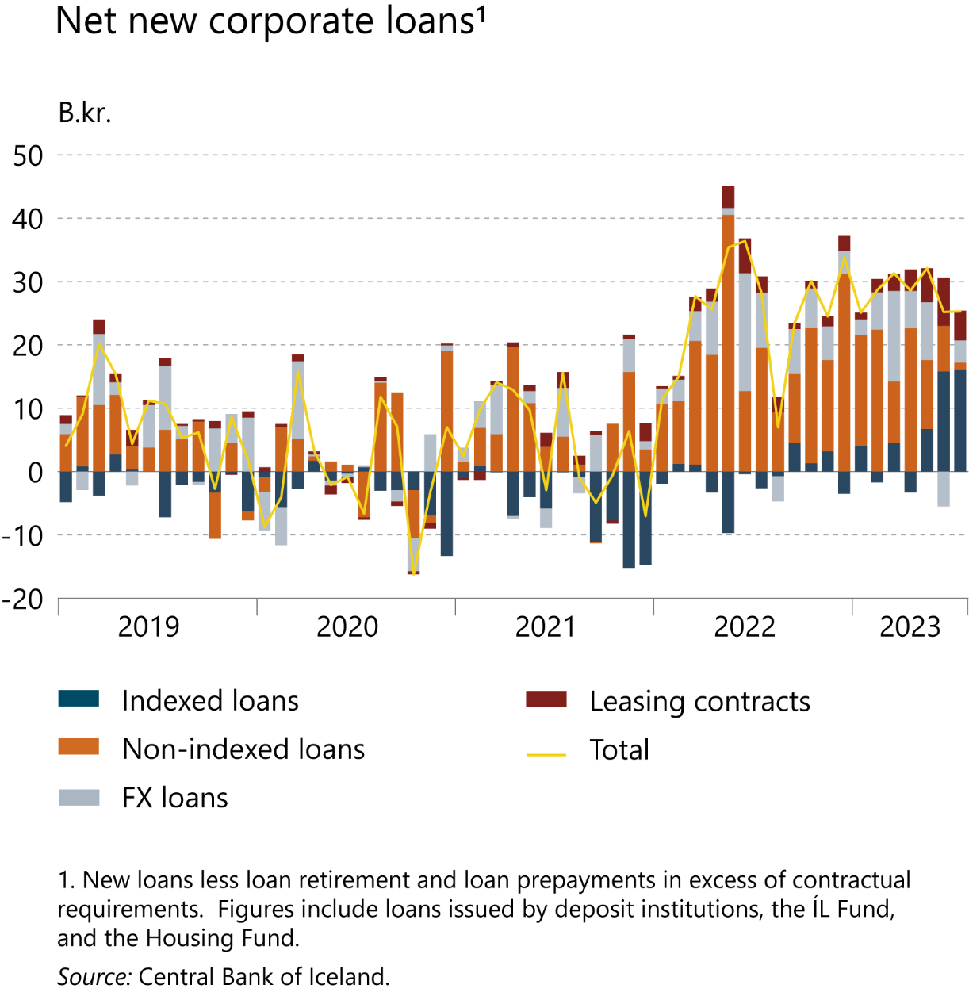 Net new corporate loans¹
B.kr.
50
40
30
20
10
0
-10
-20
2019 2020 2021 2022 2023
Indexed loans
Non-indexed loans
FX loans
Leasing contracts
Total
1. New loans less loan retirement and loan prepayments in excess of contractual
requirements.  Figures include loans issued by deposit institutions, the ÍL Fund,
and the Housing Fund.
Source: Central Bank of Iceland.